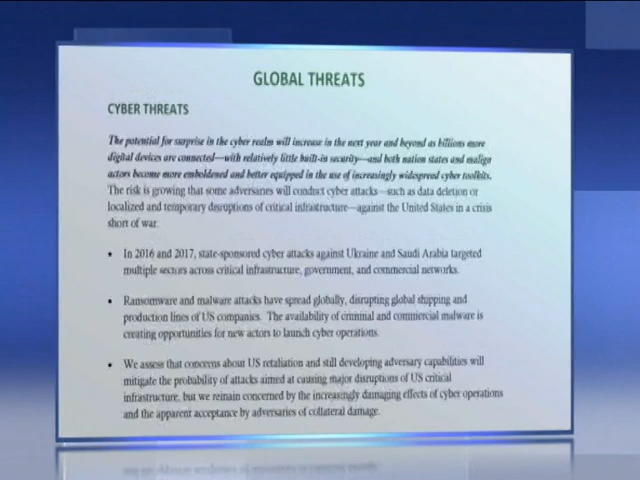 GLOBAL THREATS
CYBER THREATS
The potential for surprise in the cyber realm will increase in the next year and beyond as billions more
digital devices are connected—with relatively little built-in security—and both nation states and malign
actors become more emboldened and better equipped in the use of increasingly widespread cyber toolkits.
The risk is growing that some adversaries will conduct cyber attacks—such as data deletion or
localized and temporary disruptions of critical infrastructure—against the United States in a crisis
short of war.
• In 2016 and 2017, state-sponsored cyber attacks against Ukraine and Saudi Arabia targeted
multiple sectors across critical infrastructure, government, and commercial networks.
• Ransomware and malware attacks have spread globally, disrupting global shipping and
production lines of US companies. The availability of criminal and commercial malware is
creating opportunities for new actors to launch cyber operations.
• We assess that concerns about US retaliation and still developing adversary capabilities will
mitigate the probability of attacks aimed at causing major disruptions of US critical
infrastructure, but we remain concerned by the increasingly damaging effects of cyber operations
and the apparent acceptance by adversaries of collateral damage.